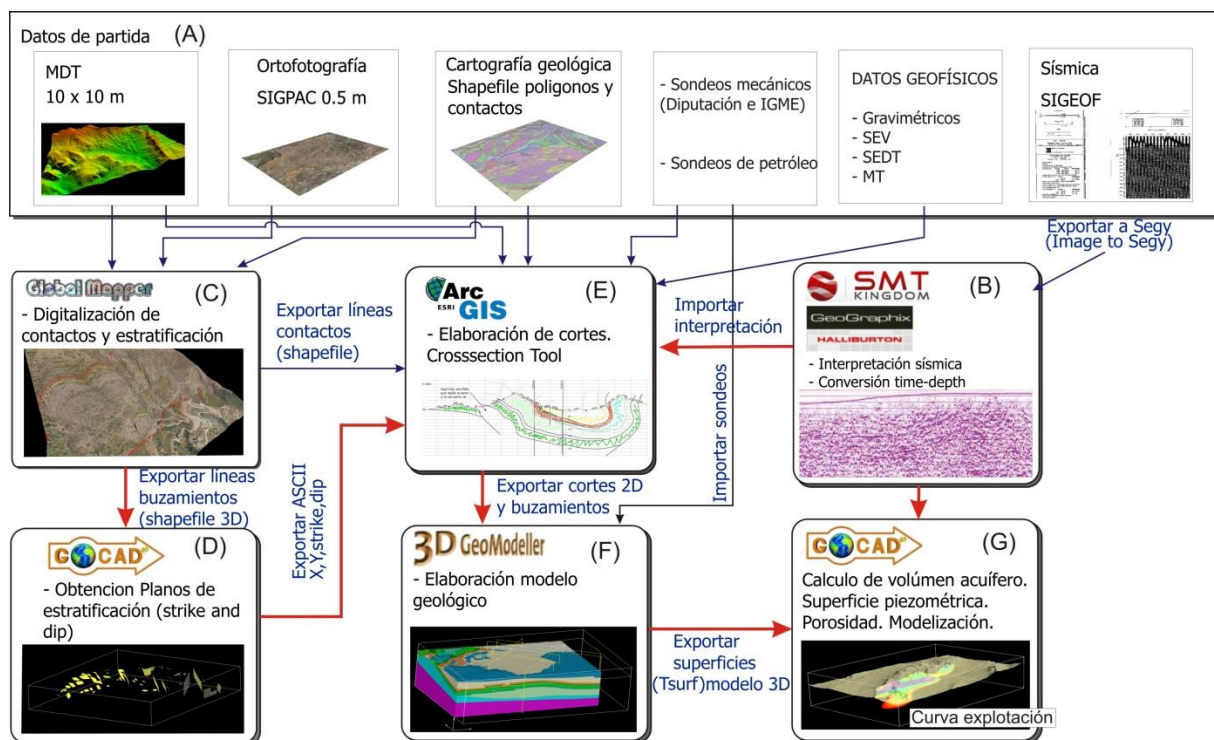 Datos de partida (A)
MDT
10 x 10 m
Ortofotografía
SIGPAC 0.5 m
Cartografía geológica
Shapefile poligonos y
contactos
- Sondeos mecánicos
(Diputación e IGME)
- Sondeos de petróleo
DATOS GEOFÍSICOS
- Gravimétricos
- SEV
- SEDT
- MT
Sísmica
SIGEOF
Exportar a Segy
(Image to Segy)
Global Mapper
(C)
- Digitalización de
contactos y estratificación
Exportar líneas
contactos
(shapefile)
Arc
ESRI GIS
(E)
- Elaboración de cortes.
Crosssection Tool
Importar
interpretación
SMT
KINGDOM
(B)
GeoGraphix
HALLIBURTON
- Interpretación sísmica
- Conversión time-depth
Exportar líneas
buzamientos
(shapefile 3D)
Exportar ASCII
X,Y,strike,dip
Exportar cortes 2D
y buzamientos
Importar sondeos
GOCAD
(D)
- Obtencion Planos de
estratificación (strike and
dip)
3D GeoModeller
(F)
- Elaboración modelo
geológico
Exportar
superficies
(Tsurf)modelo 3D
GOCAD
(G)
Calculo de volúmen acuífero.
Superficie piezométrica.
Porosidad. Modelización.
Curva explotación